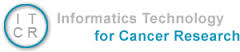 I T
C R
Informatics Technology
for Cancer Research